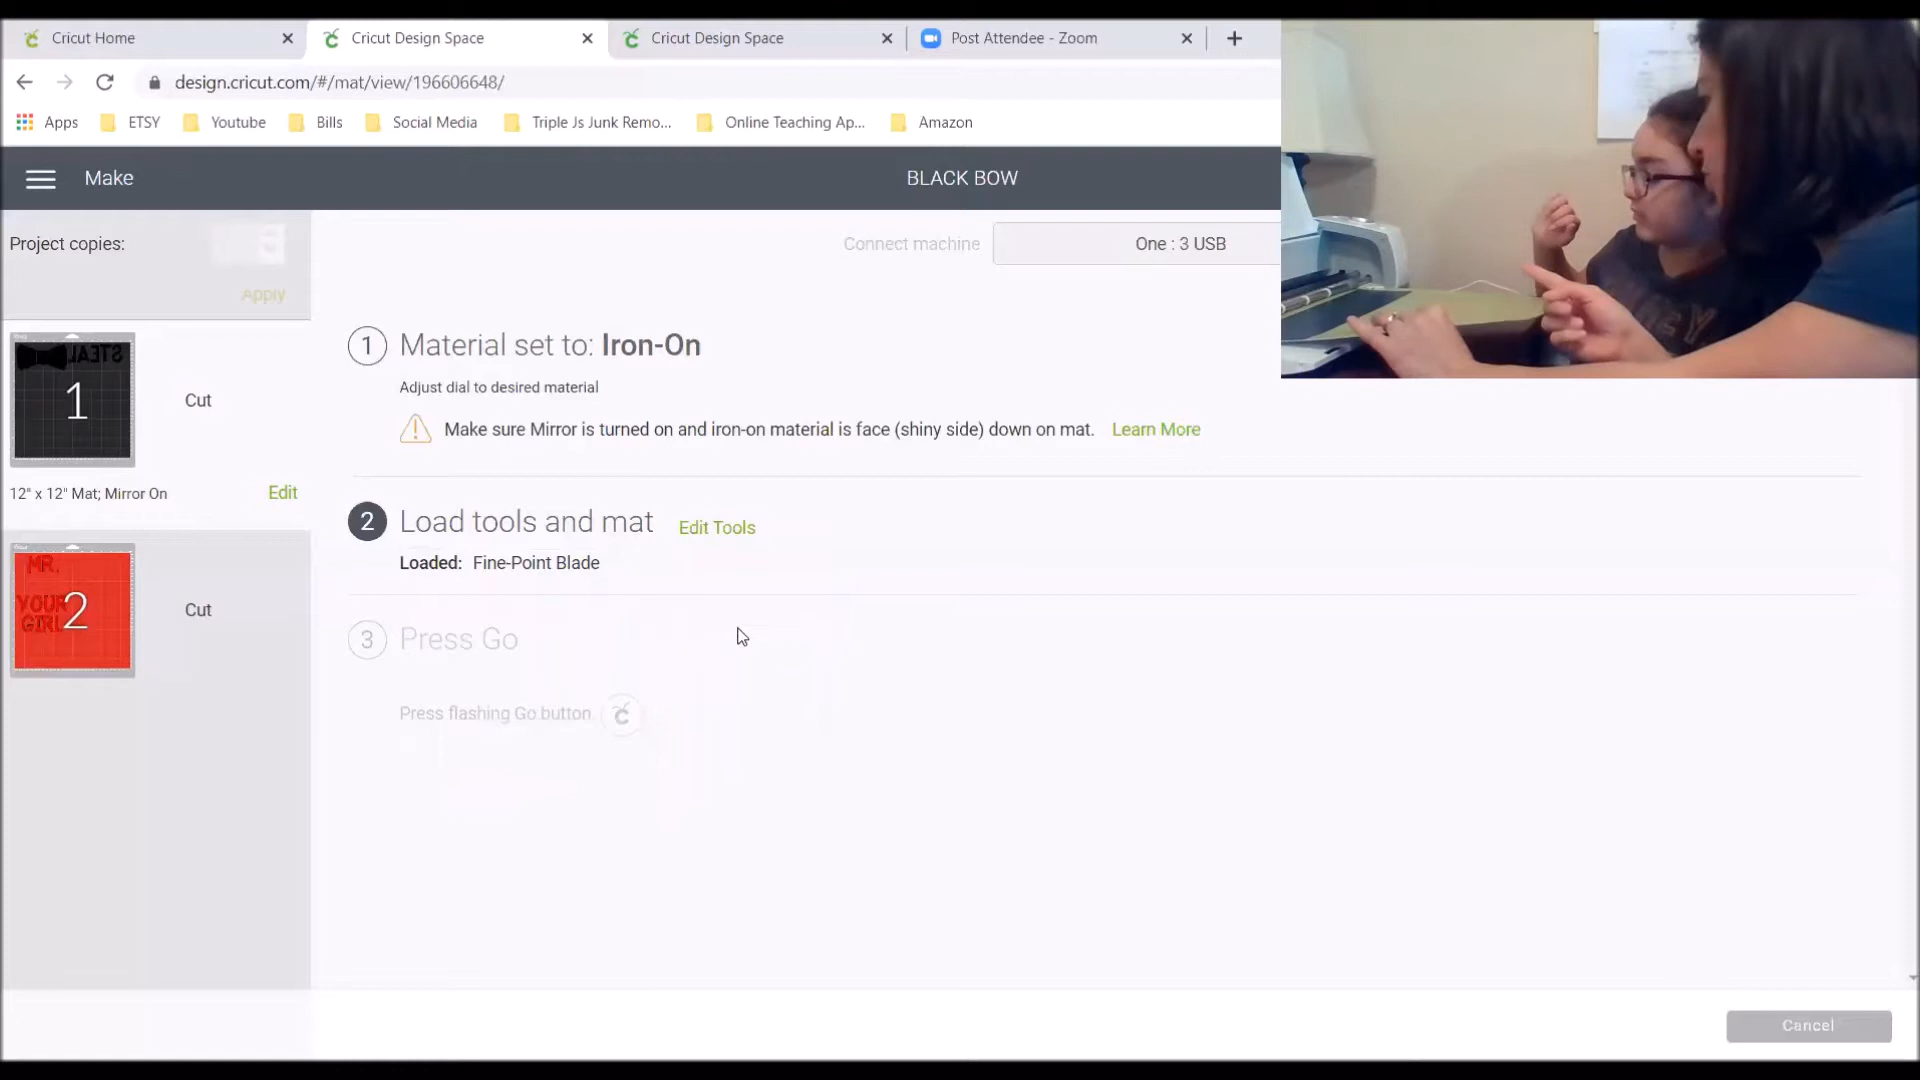 Cricut Home
Cricut Design Space
Cricut Design Space
Post Attendee - Zoom
design.cricut.com/#/mat/view/196606648/
Apps ETSY Youtube Bills Social Media Triple Js Junk Remo... Online Teaching Ap... Amazon
Make
BLACK BOW
Project copies:
Apply
Connect machine
One : 3 USB
1 Material set to: Iron-On
Adjust dial to desired material
Make sure Mirror is turned on and iron-on material is face (shiny side) down on mat. Learn More
STEAL
1
Cut
12" x 12" Mat; Mirror On
Edit
2 Load tools and mat Edit Tools
Loaded: Fine-Point Blade
MR.
YOUR
GIRL
2
Cut
3 Press Go
Press flashing Go button
Cancel